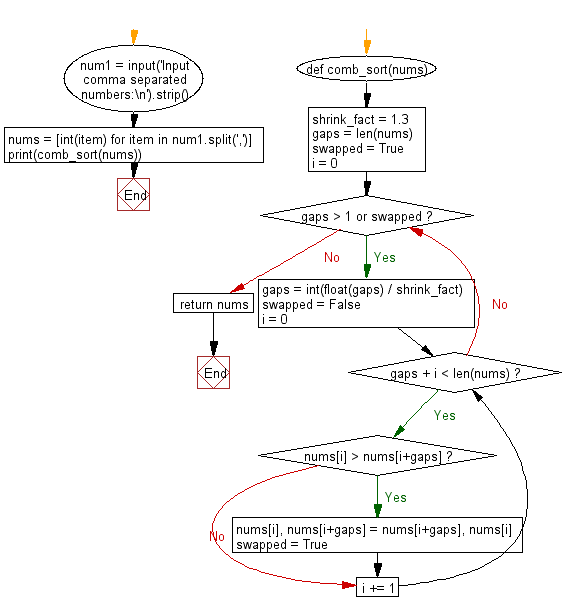 num1 = input('Input
comma separated
numbers:\n').strip()
nums = [int(item) for item in num1.split(',')]
print(comb_sort(nums))
End
def comb_sort(nums)
shrink_fact = 1.3
gaps = len(nums)
swapped = True
i = 0
gaps > 1 or swapped ?
No
Yes
return nums
End
gaps = int(float(gaps) / shrink_fact)
swapped = False
i = 0
No
gaps + i < len(nums) ?
Yes
nums[i] > nums[i+gaps] ?
Yes
No
nums[i], nums[i+gaps] = nums[i+gaps], nums[i]
swapped = True
i += 1